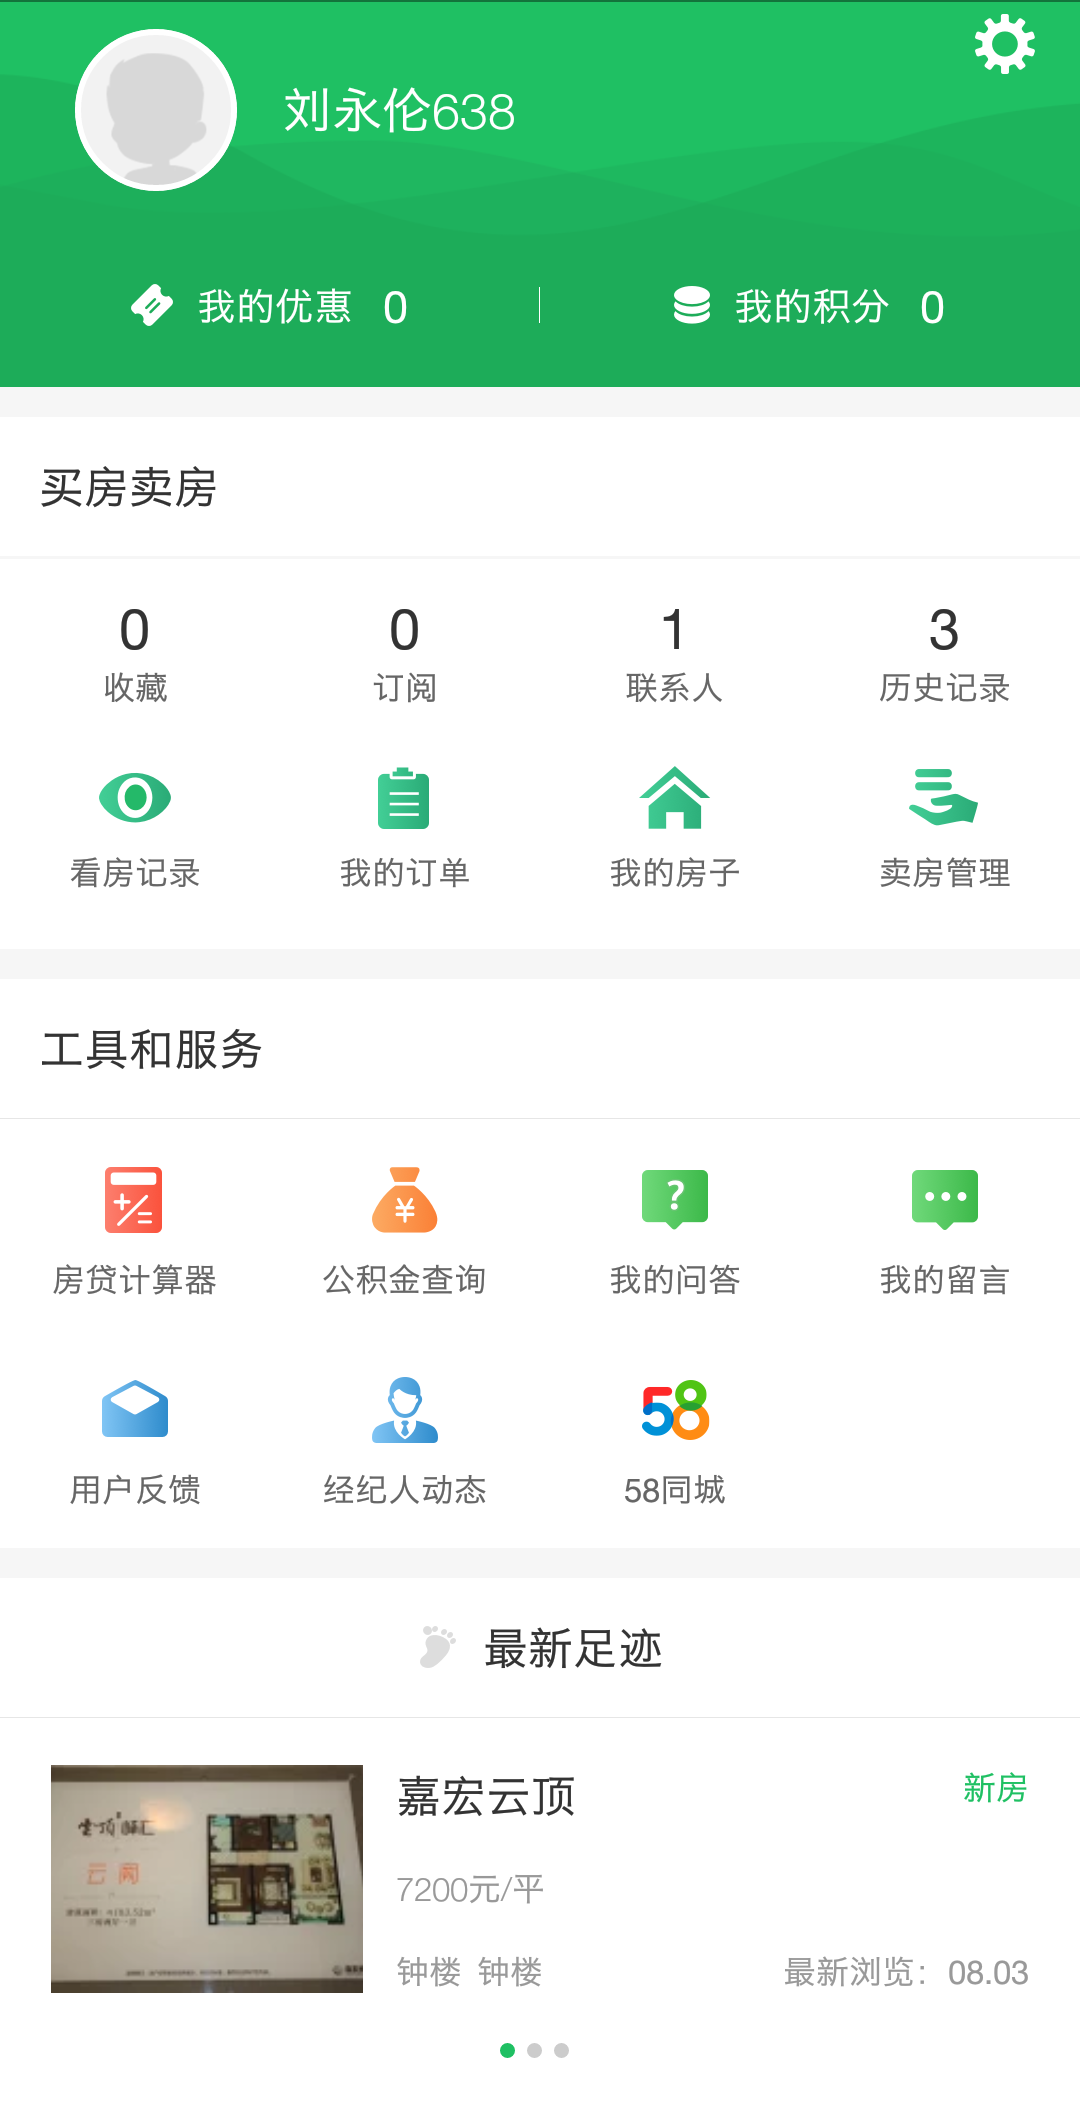 刘永伦638
我的优惠 0
我的积分 0
买房卖房
0 0 1 3
收藏 订阅 联系人 历史记录
看房记录 我的订单 我的房子 卖房管理
工具和服务
房贷计算器 公积金查询 我的问答 我的留言
用户反馈 经纪人动态 58同城
最新足迹
嘉宏云顶 新房
7200元/平
钟楼 钟楼 最新浏览：08.03